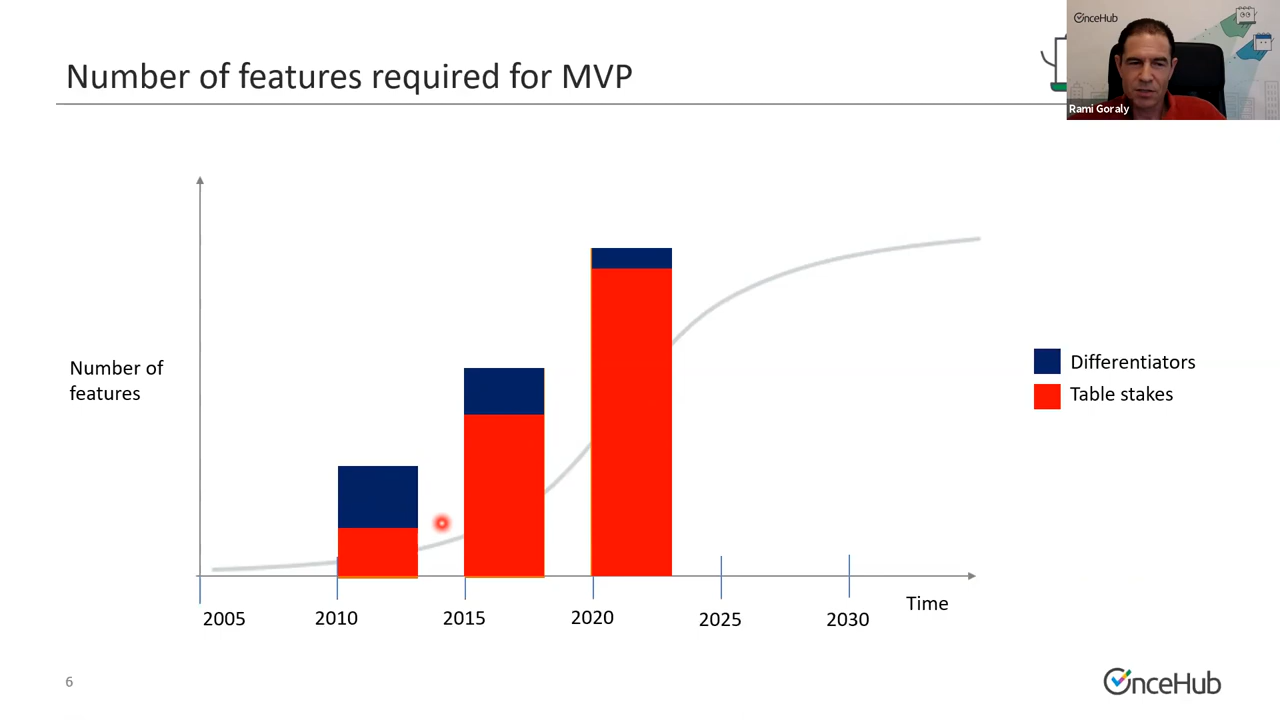 Number of features required for MVP
OnceHub
Rami Goraly
Number of
features
Differentiators
Table stakes
2005
2010
2015
2020
2025
2030
Time
6
OnceHub